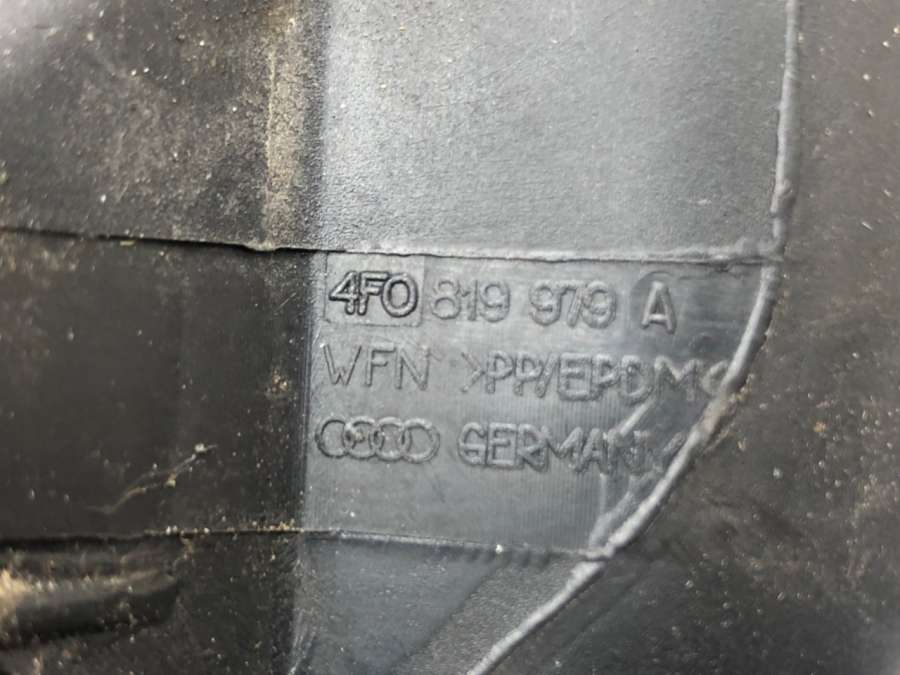 4F0 819 979 A
WFN >PP/EPDM<
GERMANY